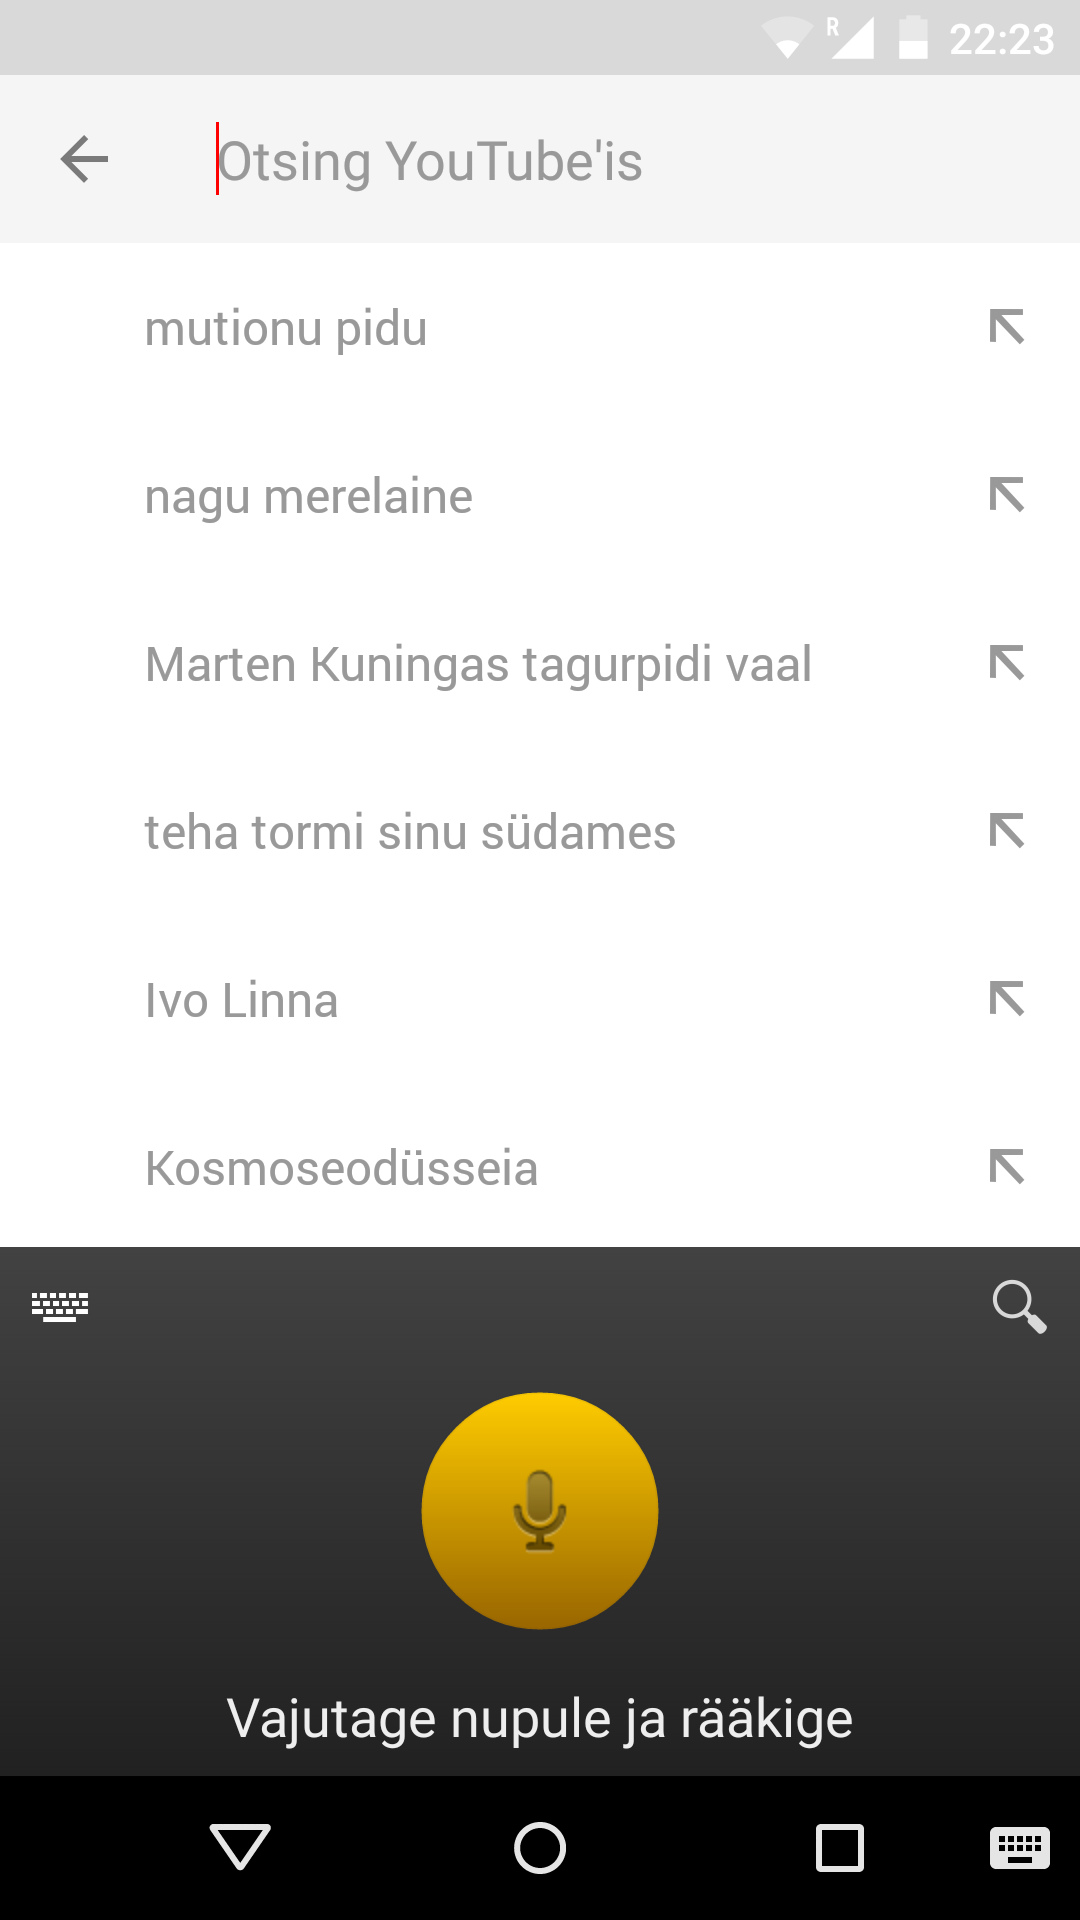 R 22:23
Otsing YouTube'is
mutionu pidu
nagu merelaine
Marten Kuningas tagurpidi vaal
teha tormi sinu südames
Ivo Linna
Kosmoseodüsseia
Vajutage nupule ja rääkige